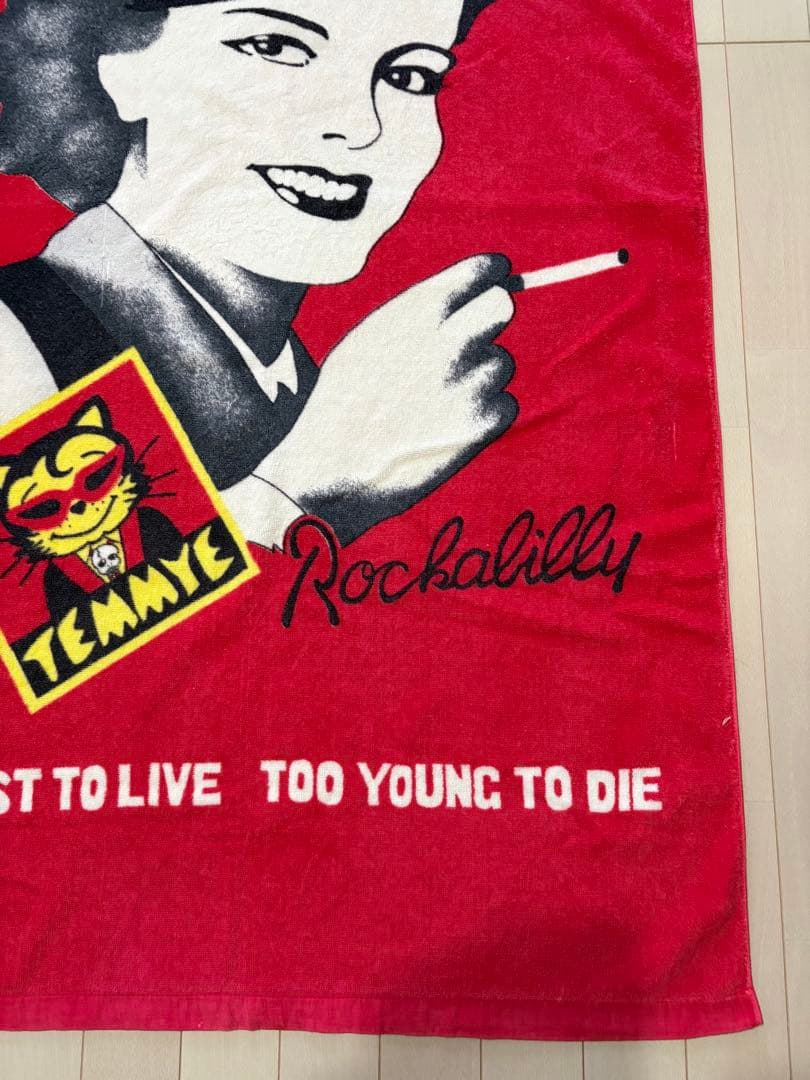 TEMMYE
Rockabilly
ST TO LIVE TOO YOUNG TO DIE